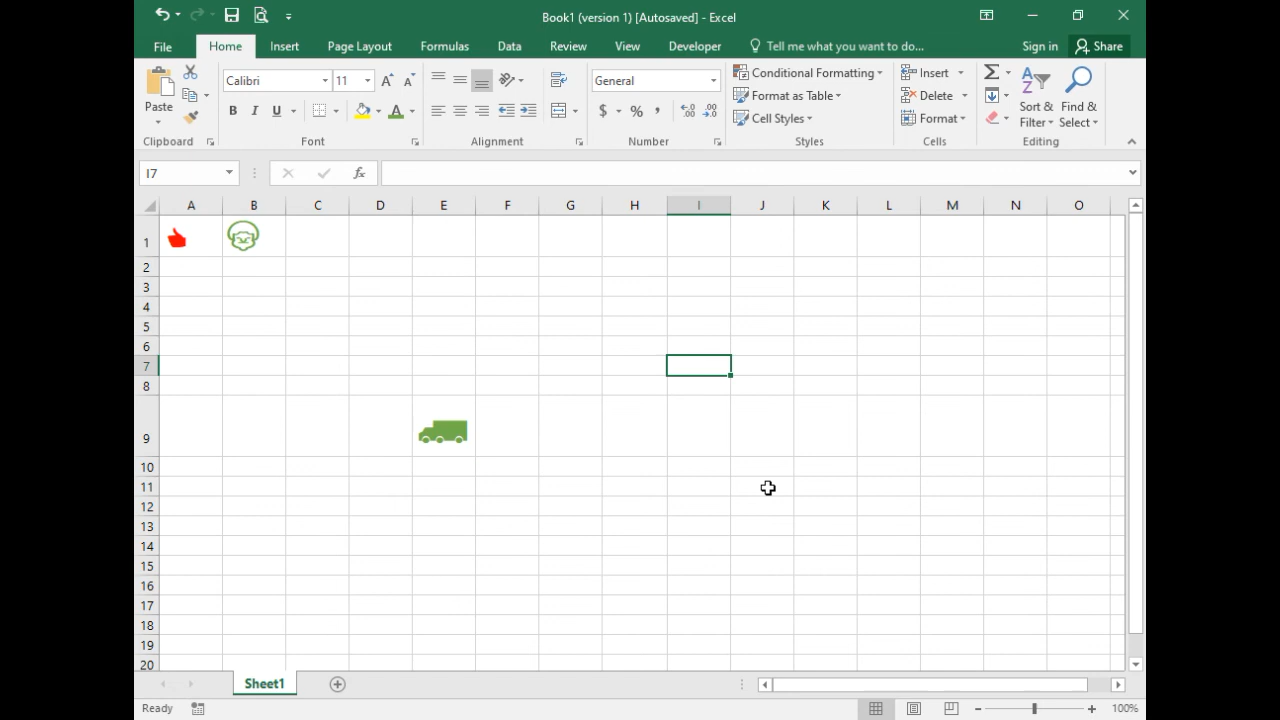 Book1 (version 1) [Autosaved] - Excel
File Home Insert Page Layout Formulas Data Review View Developer Tell me what you want to do... Sign in Share
Calibri 11 General Conditional Formatting Insert
Paste Format as Table Delete Sort & Find &
$ % , Cell Styles Format Filter Select
Clipboard Font Alignment Number Styles Cells Editing
I7 fx
A B C D E F G H I J K L M N O
1
2
3
4
5
6
7
8
9
10
11
12
13
14
15
16
17
18
19
20
Sheet1
Ready 100%